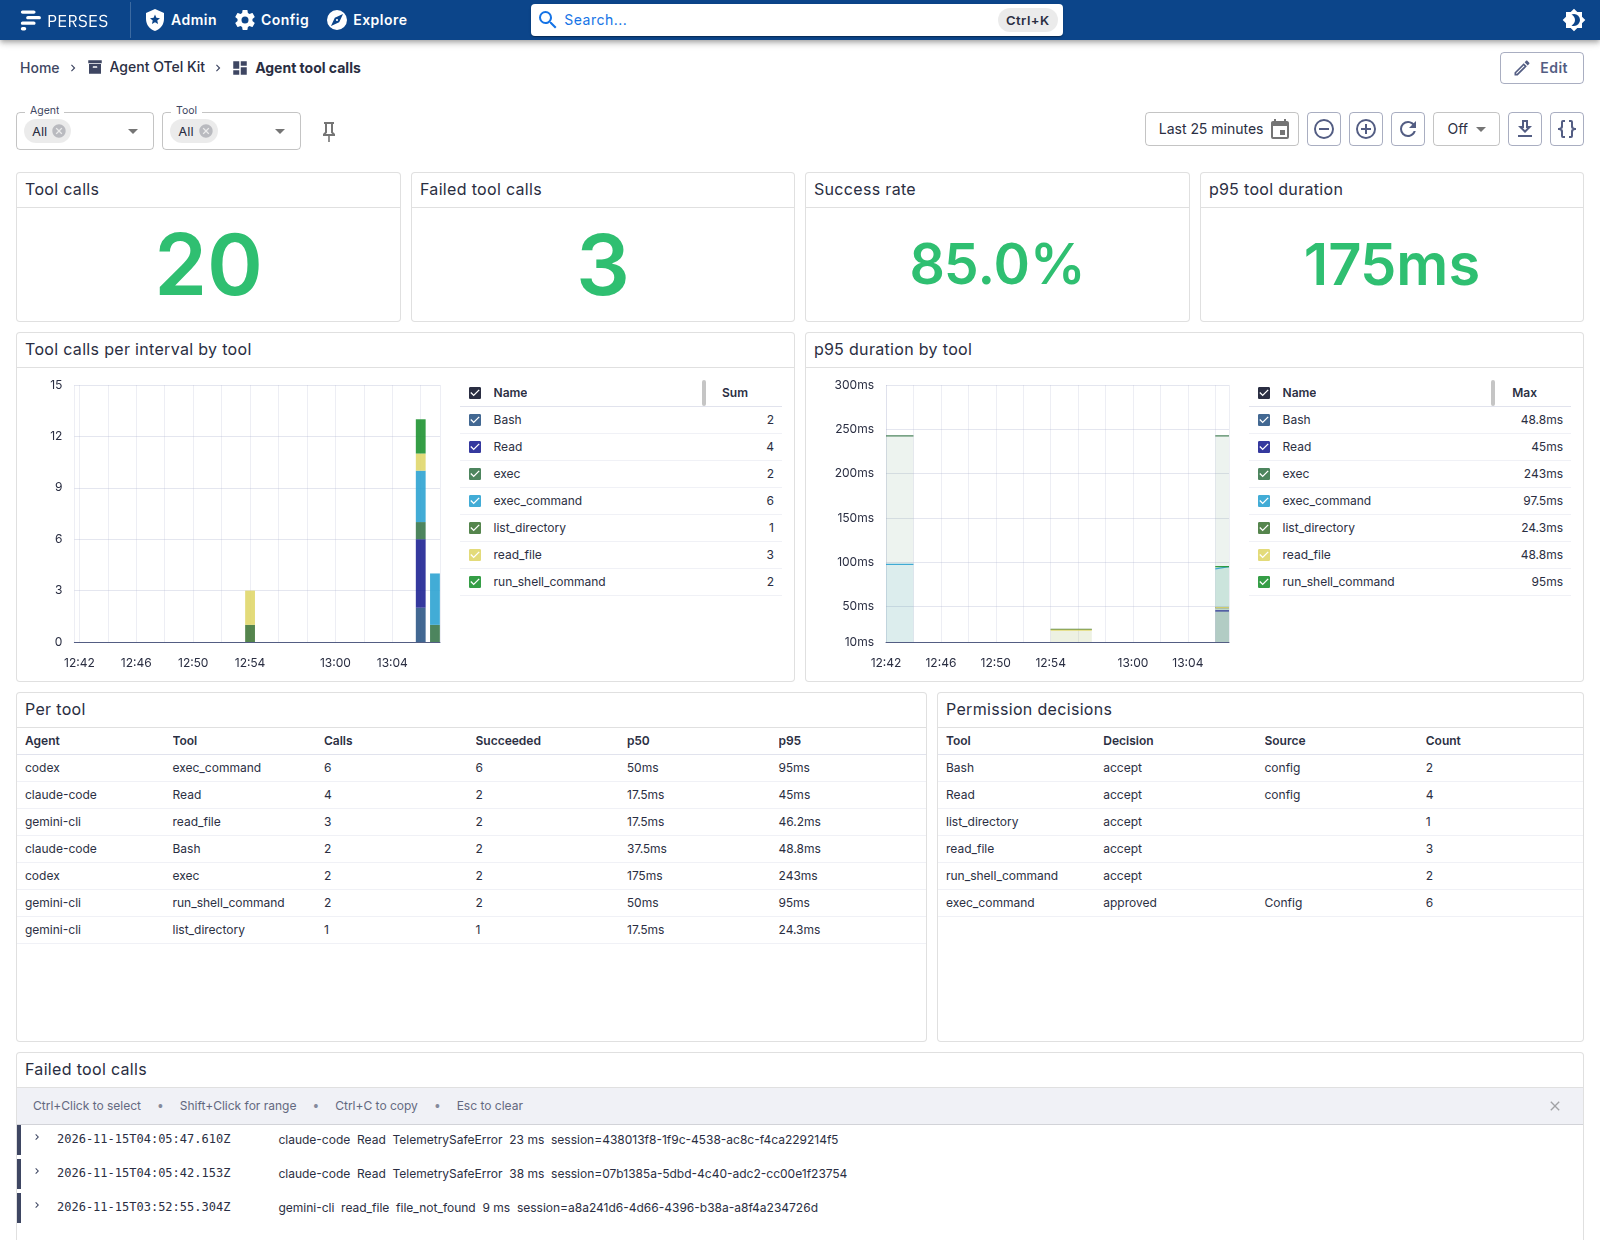 PERSES Admin Config Explore Search... Ctrl+K
Home › Agent OTel Kit › Agent tool calls Edit
Agent Tool
All All Last 25 minutes Off
Tool calls
20
Failed tool calls
3
Success rate
85.0%
p95 tool duration
175ms
Tool calls per interval by tool
15
12
9
6
3
0
12:42 12:46 12:50 12:54 13:00 13:04
Name Sum
Bash 2
Read 4
exec 2
exec_command 6
list_directory 1
read_file 3
run_shell_command 2
p95 duration by tool
300ms
250ms
200ms
150ms
100ms
50ms
10ms
12:42 12:46 12:50 12:54 13:00 13:04
Name Max
Bash 48.8ms
Read 45ms
exec 243ms
exec_command 97.5ms
list_directory 24.3ms
read_file 48.8ms
run_shell_command 95ms
Per tool
Agent Tool Calls Succeeded p50 p95
codex exec_command 6 6 50ms 95ms
claude-code Read 4 2 17.5ms 45ms
gemini-cli read_file 3 2 17.5ms 46.2ms
claude-code Bash 2 2 37.5ms 48.8ms
codex exec 2 2 175ms 243ms
gemini-cli run_shell_command 2 2 50ms 95ms
gemini-cli list_directory 1 1 17.5ms 24.3ms
Permission decisions
Tool Decision Source Count
Bash accept config 2
Read accept config 4
list_directory accept 1
read_file accept 3
run_shell_command accept 2
exec_command approved Config 6
Failed tool calls
Ctrl+Click to select • Shift+Click for range • Ctrl+C to copy • Esc to clear
2026-11-15T04:05:47.610Z claude-code Read TelemetrySafeError 23 ms session=438013f8-1f9c-4538-ac8c-f4ca229214f5
2026-11-15T04:05:42.153Z claude-code Read TelemetrySafeError 38 ms session=07b1385a-5dbd-4c40-adc2-cc00e1f23754
2026-11-15T03:52:55.304Z gemini-cli read_file file_not_found 9 ms session=a8a241d6-4d66-4396-b38a-a8f4a234726d